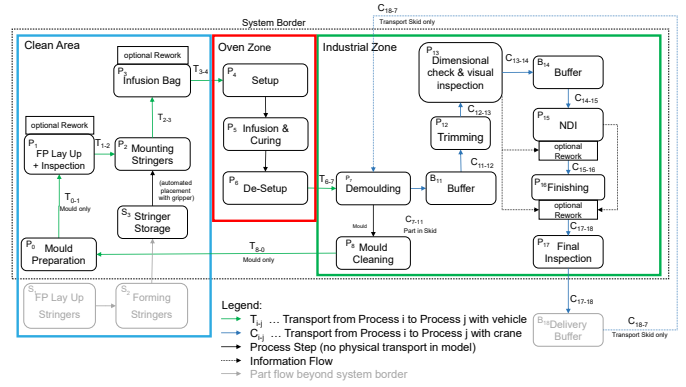 C18-7
Transport Skid only
System Border
Clean Area
Oven Zone
Industrial Zone
optional Rework
P3
Infusion Bag
T3-4
P4
Setup
P13
Dimensional
check & visual
inspection
C13-14
B14
Buffer
T2-3
C14-15
optional Rework
P1
FP Lay Up
+ Inspection
T1-2
P2
Mounting
Stringers
P5
Infusion &
Curing
C12-13
P12
Trimming
P15
NDI
optional
Rework
T0-1
Mould only
(automated
placement
with gripper)
P6
De-Setup
T6-7
P7
Demoulding
C11-12
B11
Buffer
C15-16
P16
Finishing
optional
Rework
S3
Stringer
Storage
Mould
C7-11
Part in Skid
C17-18
P0
Mould
Preparation
T8-0
Mould only
P8
Mould
Cleaning
P17
Final
Inspection
S
FP Lay Up
Stringers
S2
Forming
Stringers
C17-18
Legend:
Ti-j … Transport from Process i to Process j with vehicle
Ci-j … Transport from Process i to Process j with crane
Process Step (no physical transport in model)
Information Flow
Part flow beyond system border
B18
Delivery
Buffer
C18-7
Transport Skid only